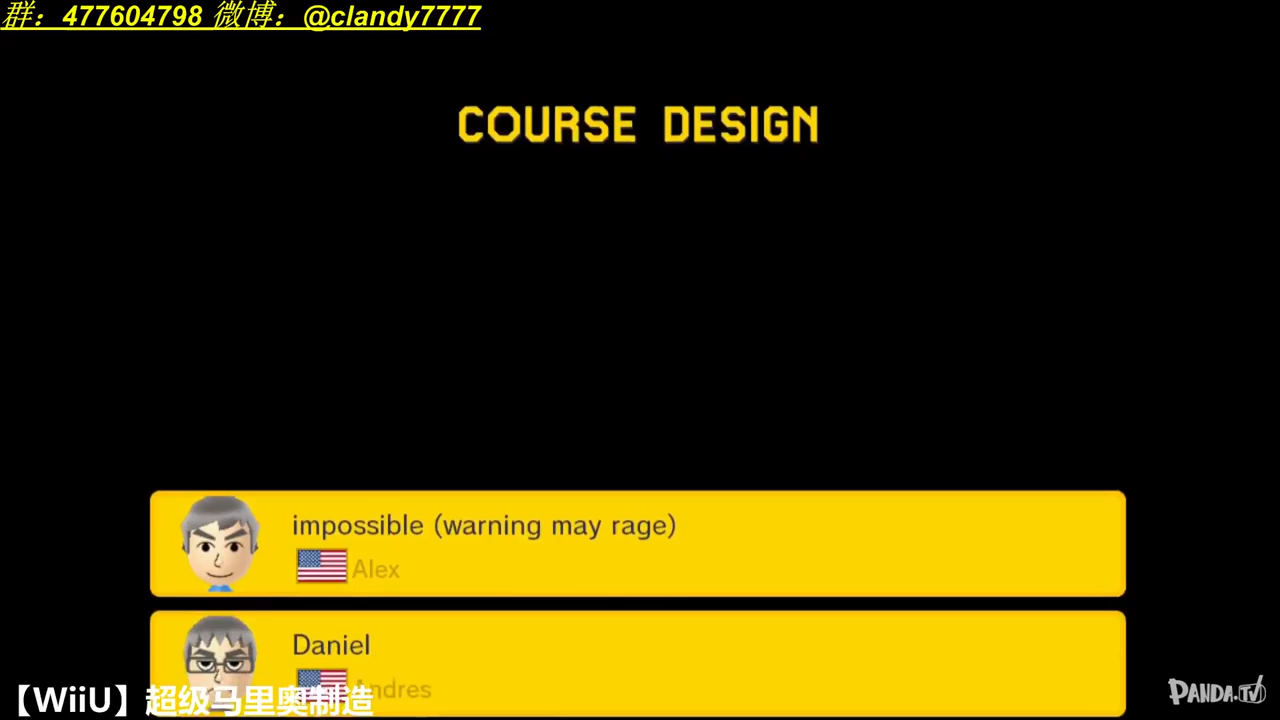 群：477604798 微博：@clandy7777
COURSE DESIGN
impossible (warning may rage)
Alex
Daniel
Andres
【WiiU】超级马里奥制造
PANDA.TV